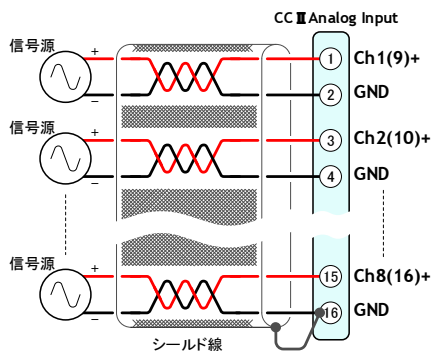 CCⅡAnalog Input
信号源
+
−
1 Ch1(9)+
2 GND
信号源
+
−
3 Ch2(10)+
4 GND
信号源
+
−
15 Ch8(16)+
16 GND
シールド線